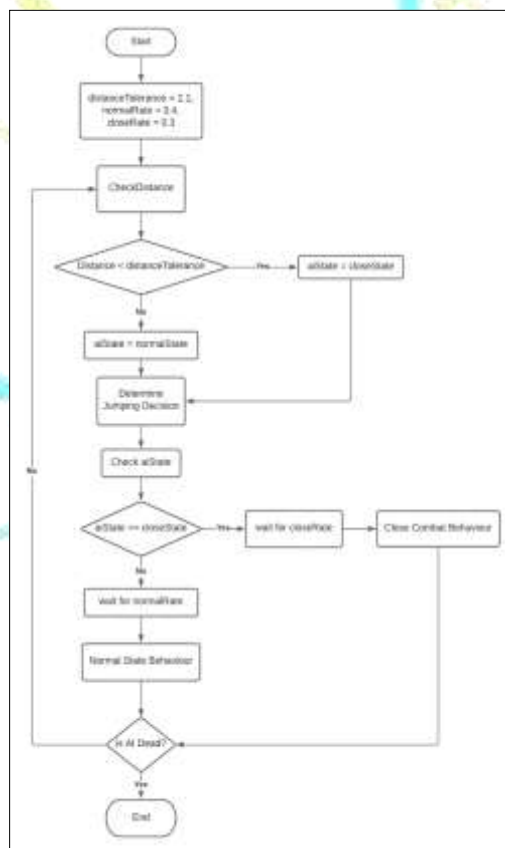 Start
distanceTolerance = 2.1,
normalRate = 0.4,
closeRate = 0.3
CheckDistance
Distance < distanceTolerance
Yes
aiState = closeState
No
aiState = normalState
Determine
Jumping Decision
Check aiState
No
aiState == closeState
Yes
wait for closeRate
Close Combat Behaviour
No
wait for normalRate
Normal State Behaviour
Is AI Dead?
Yes
End